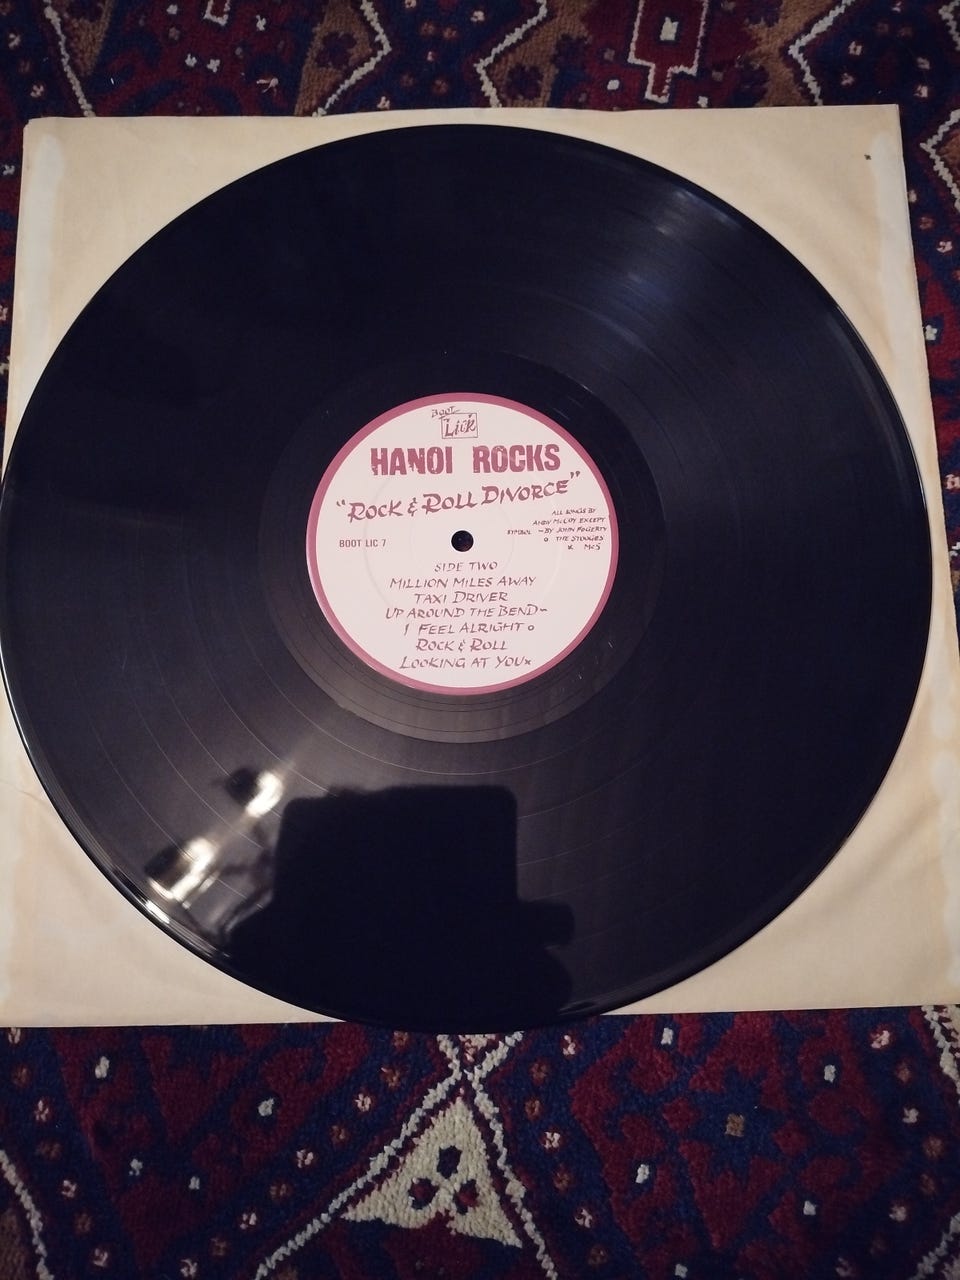 BOOT
LICK
HANOI ROCKS
"ROCK & ROLL DIVORCE"
ALL SONGS BY
ANDY McCOY EXCEPT
SYMBOL ~BY JOHN FOGERTY
o THE STOOGES
x MC5
BOOT LIC 7
SIDE TWO
MILLION MILES AWAY
TAXI DRIVER
UP AROUND THE BEND~
I FEEL ALRIGHT o
ROCK & ROLL
LOOKING AT YOUx